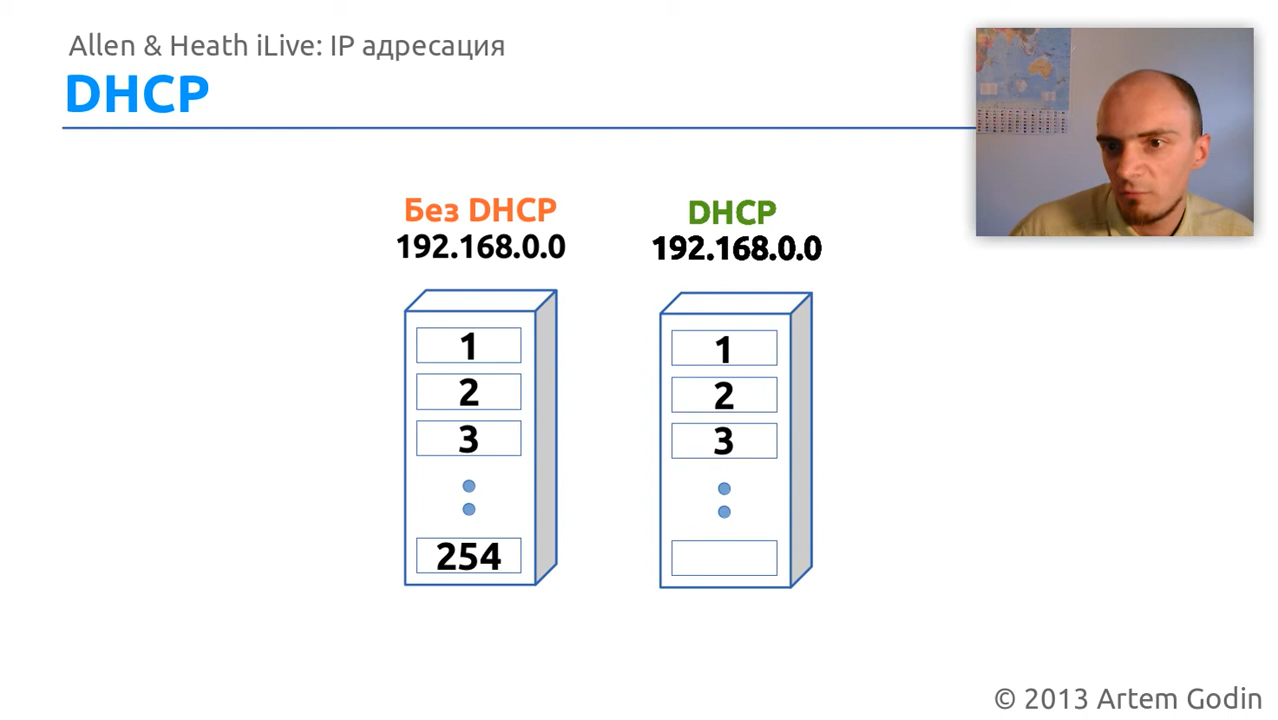 Allen & Heath iLive: IP адресация
DHCP
Без DHCP
192.168.0.0
1
2
3
254
DHCP
192.168.0.0
1
2
3
© 2013 Artem Godin